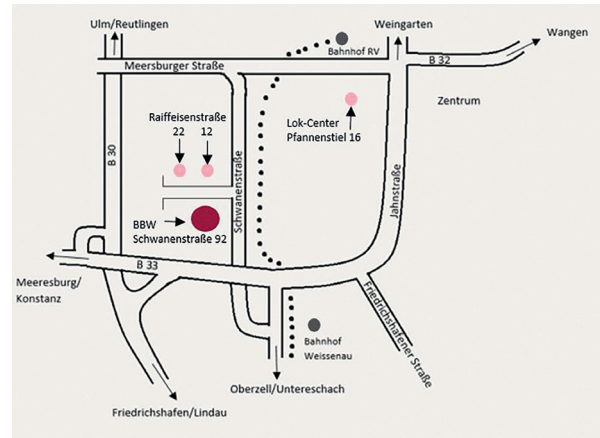 Ulm/Reutlingen
Weingarten
Wangen
Bahnhof RV
B 32
Meersburger Straße
Zentrum
Raiffeisenstraße
22 12
Lok-Center
Pfannenstiel 16
B 30
Schwanenstraße
Jahnstraße
BBW
Schwanenstraße 92
B 33
Meeresburg/
Konstanz
Friedrichshafener Straße
Bahnhof
Weissenau
Oberzell/Untereschach
Friedrichshafen/Lindau